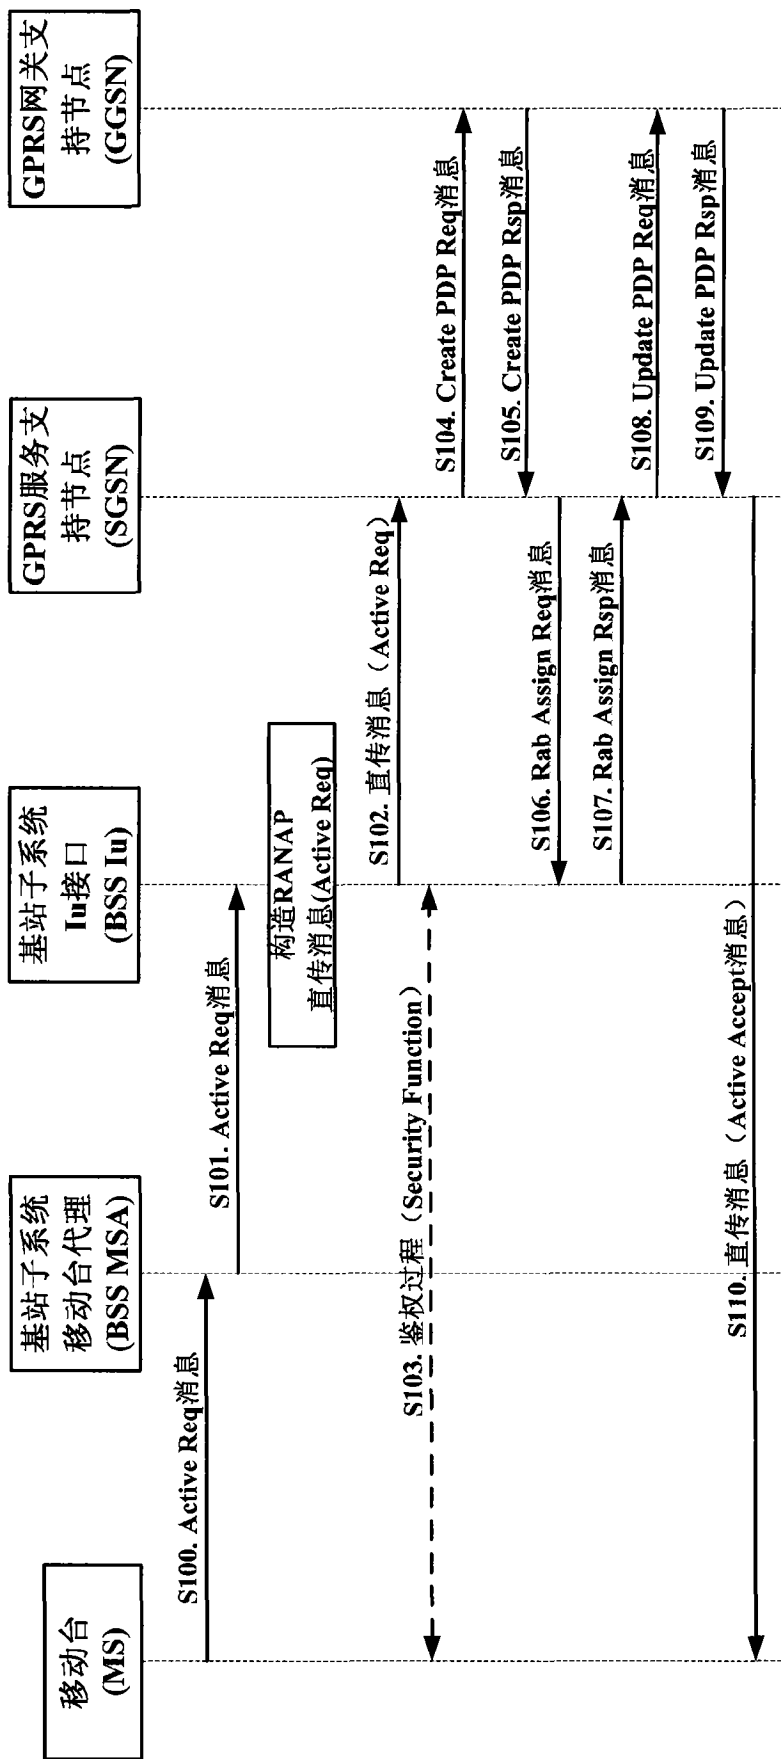 移动台
(MS)
基站子系统
移动台代理
(BSS MSA)
基站子系统
Iu接口
(BSS Iu)
GPRS服务支
持节点
(SGSN)
GPRS网关支
持节点
(GGSN)
S100. Active Req消息
S101. Active Req消息
构造RANAP
直传消息(Active Req)
S102. 直传消息（Active Req）
S103. 鉴权过程（Security Function）
S104. Create PDP Req消息
S105. Create PDP Rsp消息
S106. Rab Assign Req消息
S107. Rab Assign Rsp消息
S108. Update PDP Req消息
S109. Update PDP Rsp消息
S110. 直传消息（Active Accept消息）